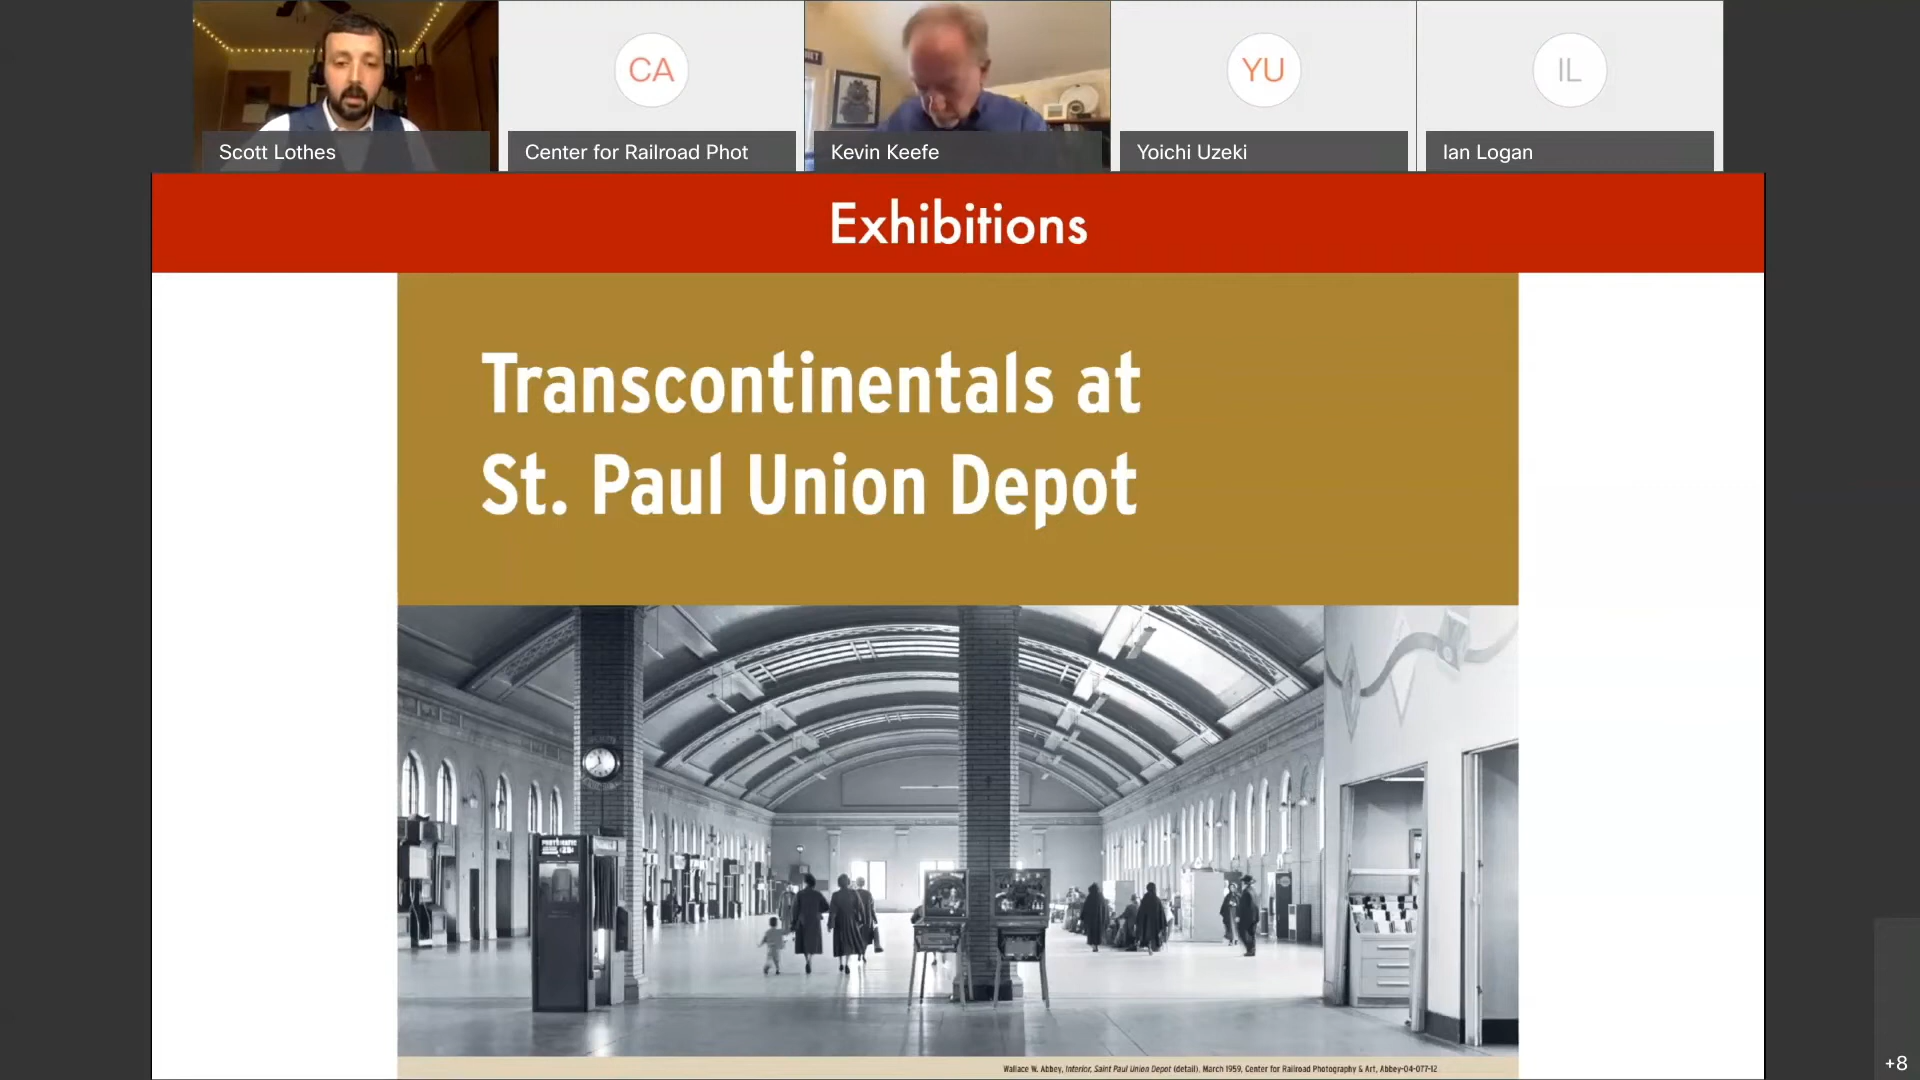 CA
YU
IL
Scott Lothes
Center for Railroad Phot
Kevin Keefe
Yoichi Uzeki
Ian Logan
Exhibitions
Transcontinentals at
St. Paul Union Depot
Wallace W. Abbey, Interior, Saint Paul Union Depot (detail), March 1959, Center for Railroad Photography & Art, Abbey-04-077-12
+8